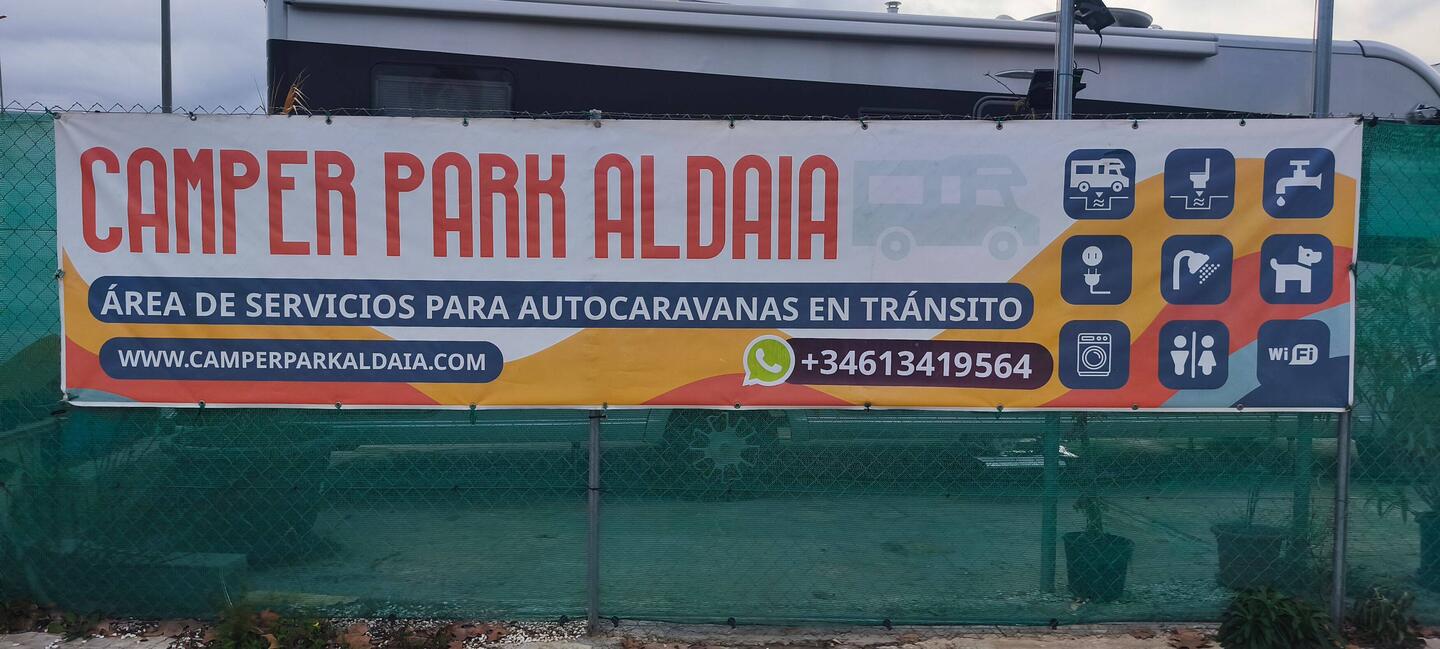 CAMPER PARK ALDAIA
ÁREA DE SERVICIOS PARA AUTOCARAVANAS EN TRÁNSITO
WWW.CAMPERPARKALDAIA.COM
+34613419564
WiFi